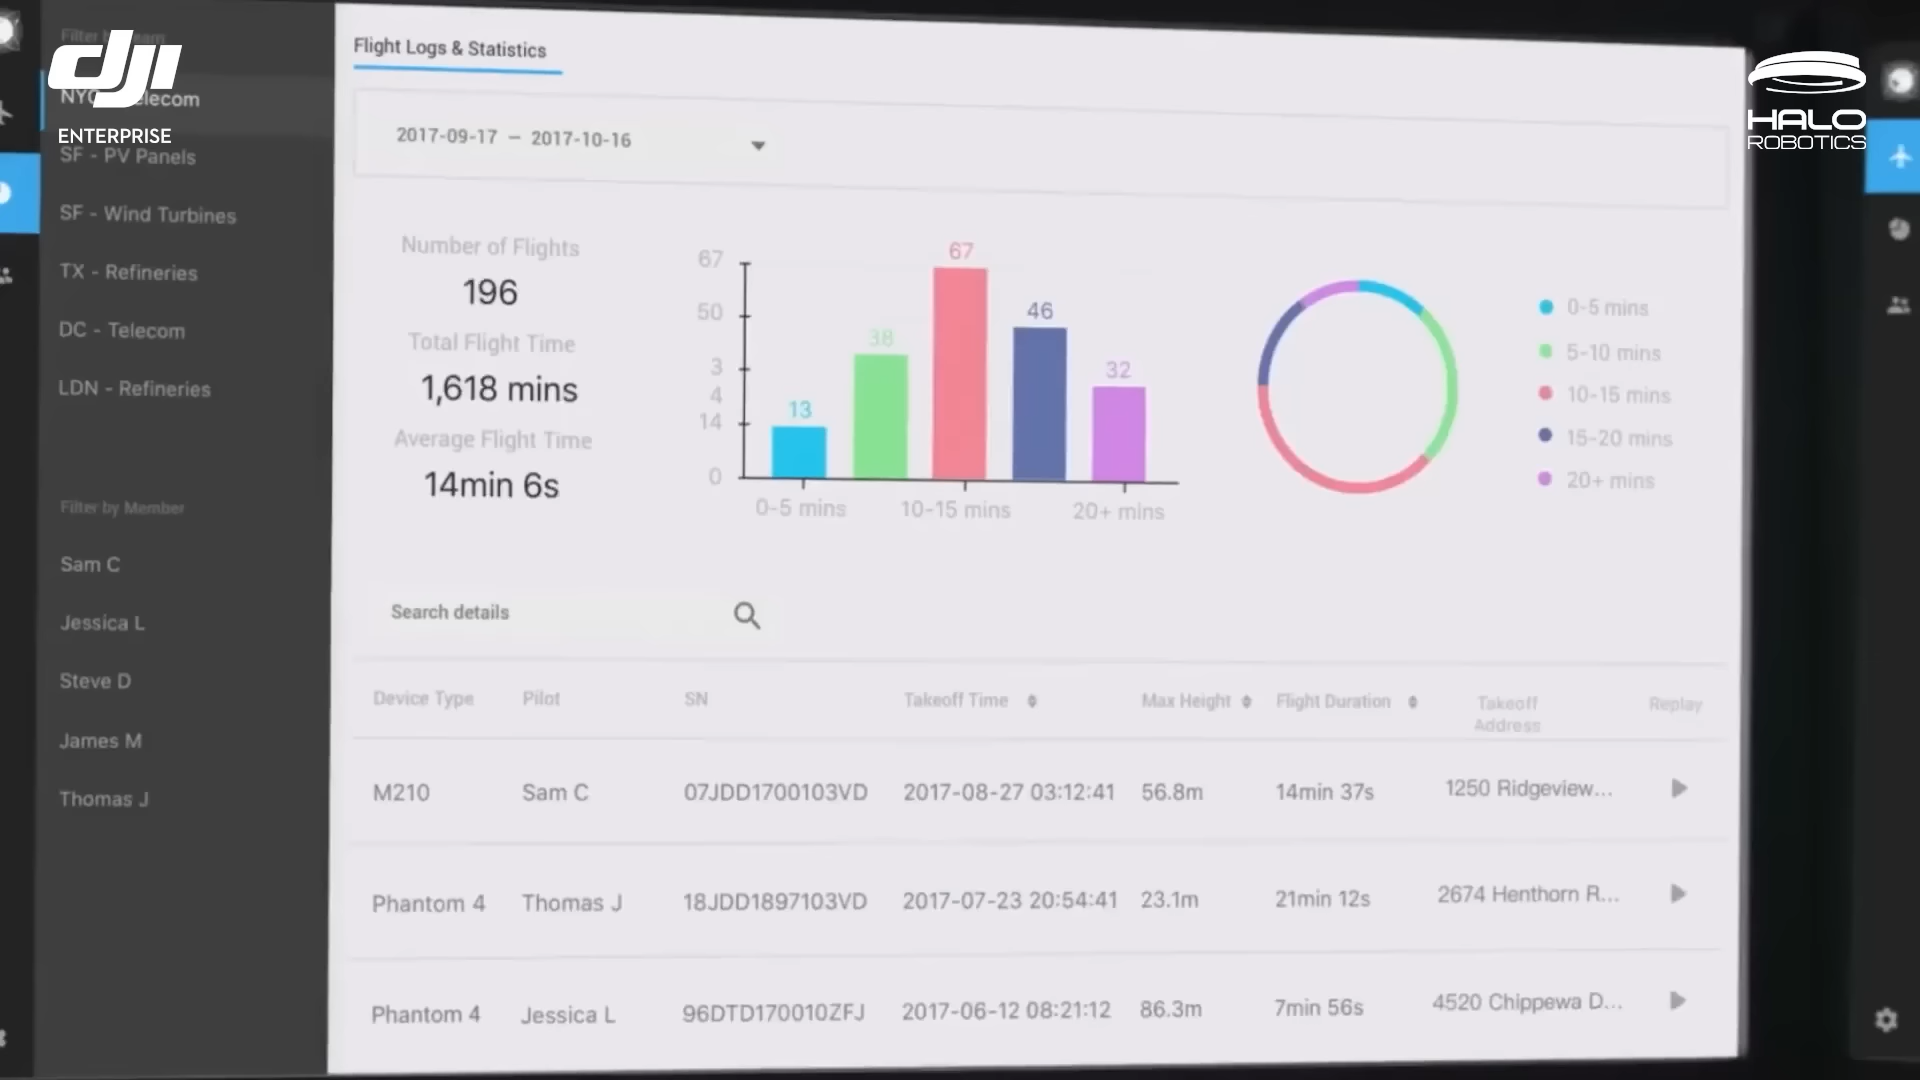 dji
ENTERPRISE
HALO
ROBOTICS
Filter by Team
NYC - Telecom
SF - PV Panels
SF - Wind Turbines
TX - Refineries
DC - Telecom
LDN - Refineries
Filter by Member
Sam C
Jessica L
Steve D
James M
Thomas J
Flight Logs & Statistics
2017-09-17 – 2017-10-16
Number of Flights
196
Total Flight Time
1,618 mins
Average Flight Time
14min 6s
67
50
3
4
14
0
13
38
67
46
32
0-5 mins
10-15 mins
20+ mins
0-5 mins
5-10 mins
10-15 mins
15-20 mins
20+ mins
Search details
Device Type Pilot SN Takeoff Time Max Height Flight Duration Takeoff Address Replay
M210 Sam C 07JDD1700103VD 2017-08-27 03:12:41 56.8m 14min 37s 1250 Ridgeview...
Phantom 4 Thomas J 18JDD1897103VD 2017-07-23 20:54:41 23.1m 21min 12s 2674 Henthorn R...
Phantom 4 Jessica L 96DTD170010ZFJ 2017-06-12 08:21:12 86.3m 7min 56s 4520 Chippewa D...